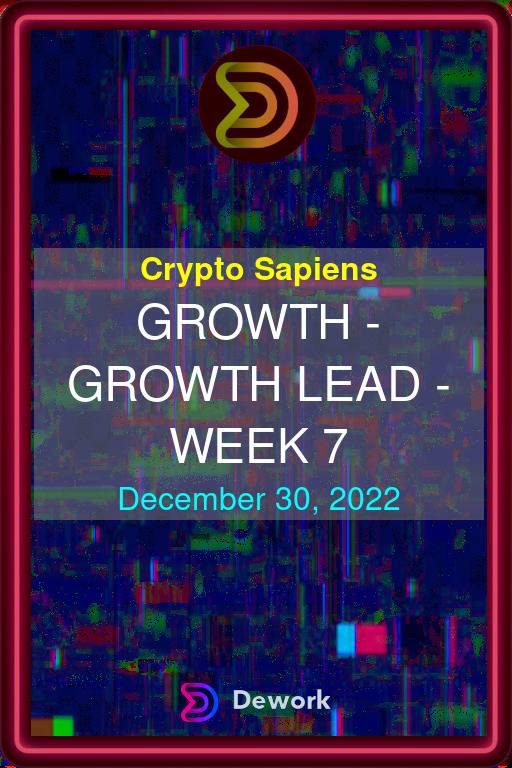 Crypto Sapiens
GROWTH -
GROWTH LEAD -
WEEK 7
December 30, 2022
Dework